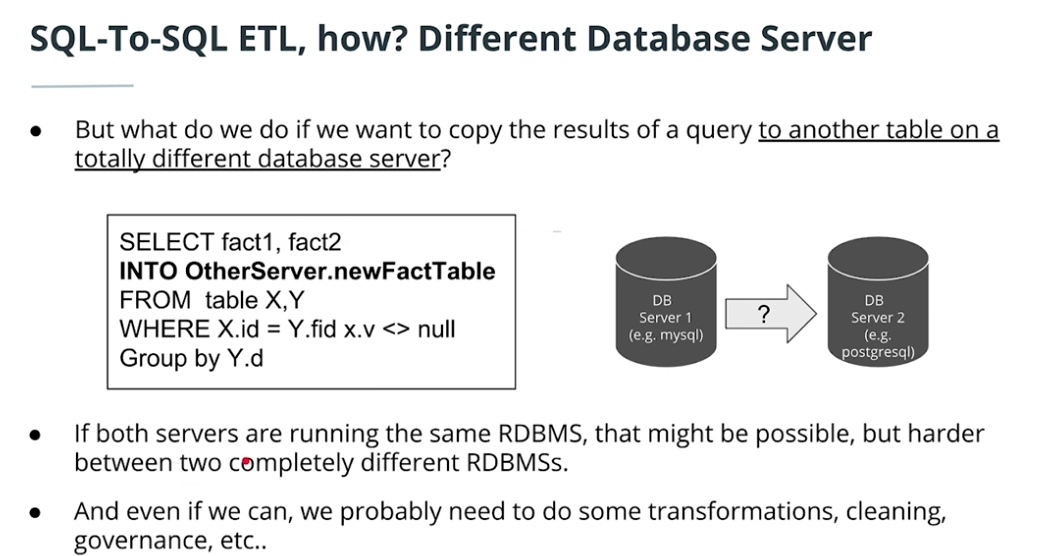 SQL-To-SQL ETL, how? Different Database Server
● But what do we do if we want to copy the results of a query to another table on a
totally different database server?
SELECT fact1, fact2
INTO OtherServer.newFactTable
FROM table X,Y
WHERE X.id = Y.fid x.v <> null
Group by Y.d
DB
Server 1
(e.g. mysql)
?
DB
Server 2
(e.g.
postgresql)
● If both servers are running the same RDBMS, that might be possible, but harder
between two completely different RDBMSs.
● And even if we can, we probably need to do some transformations, cleaning,
governance, etc..